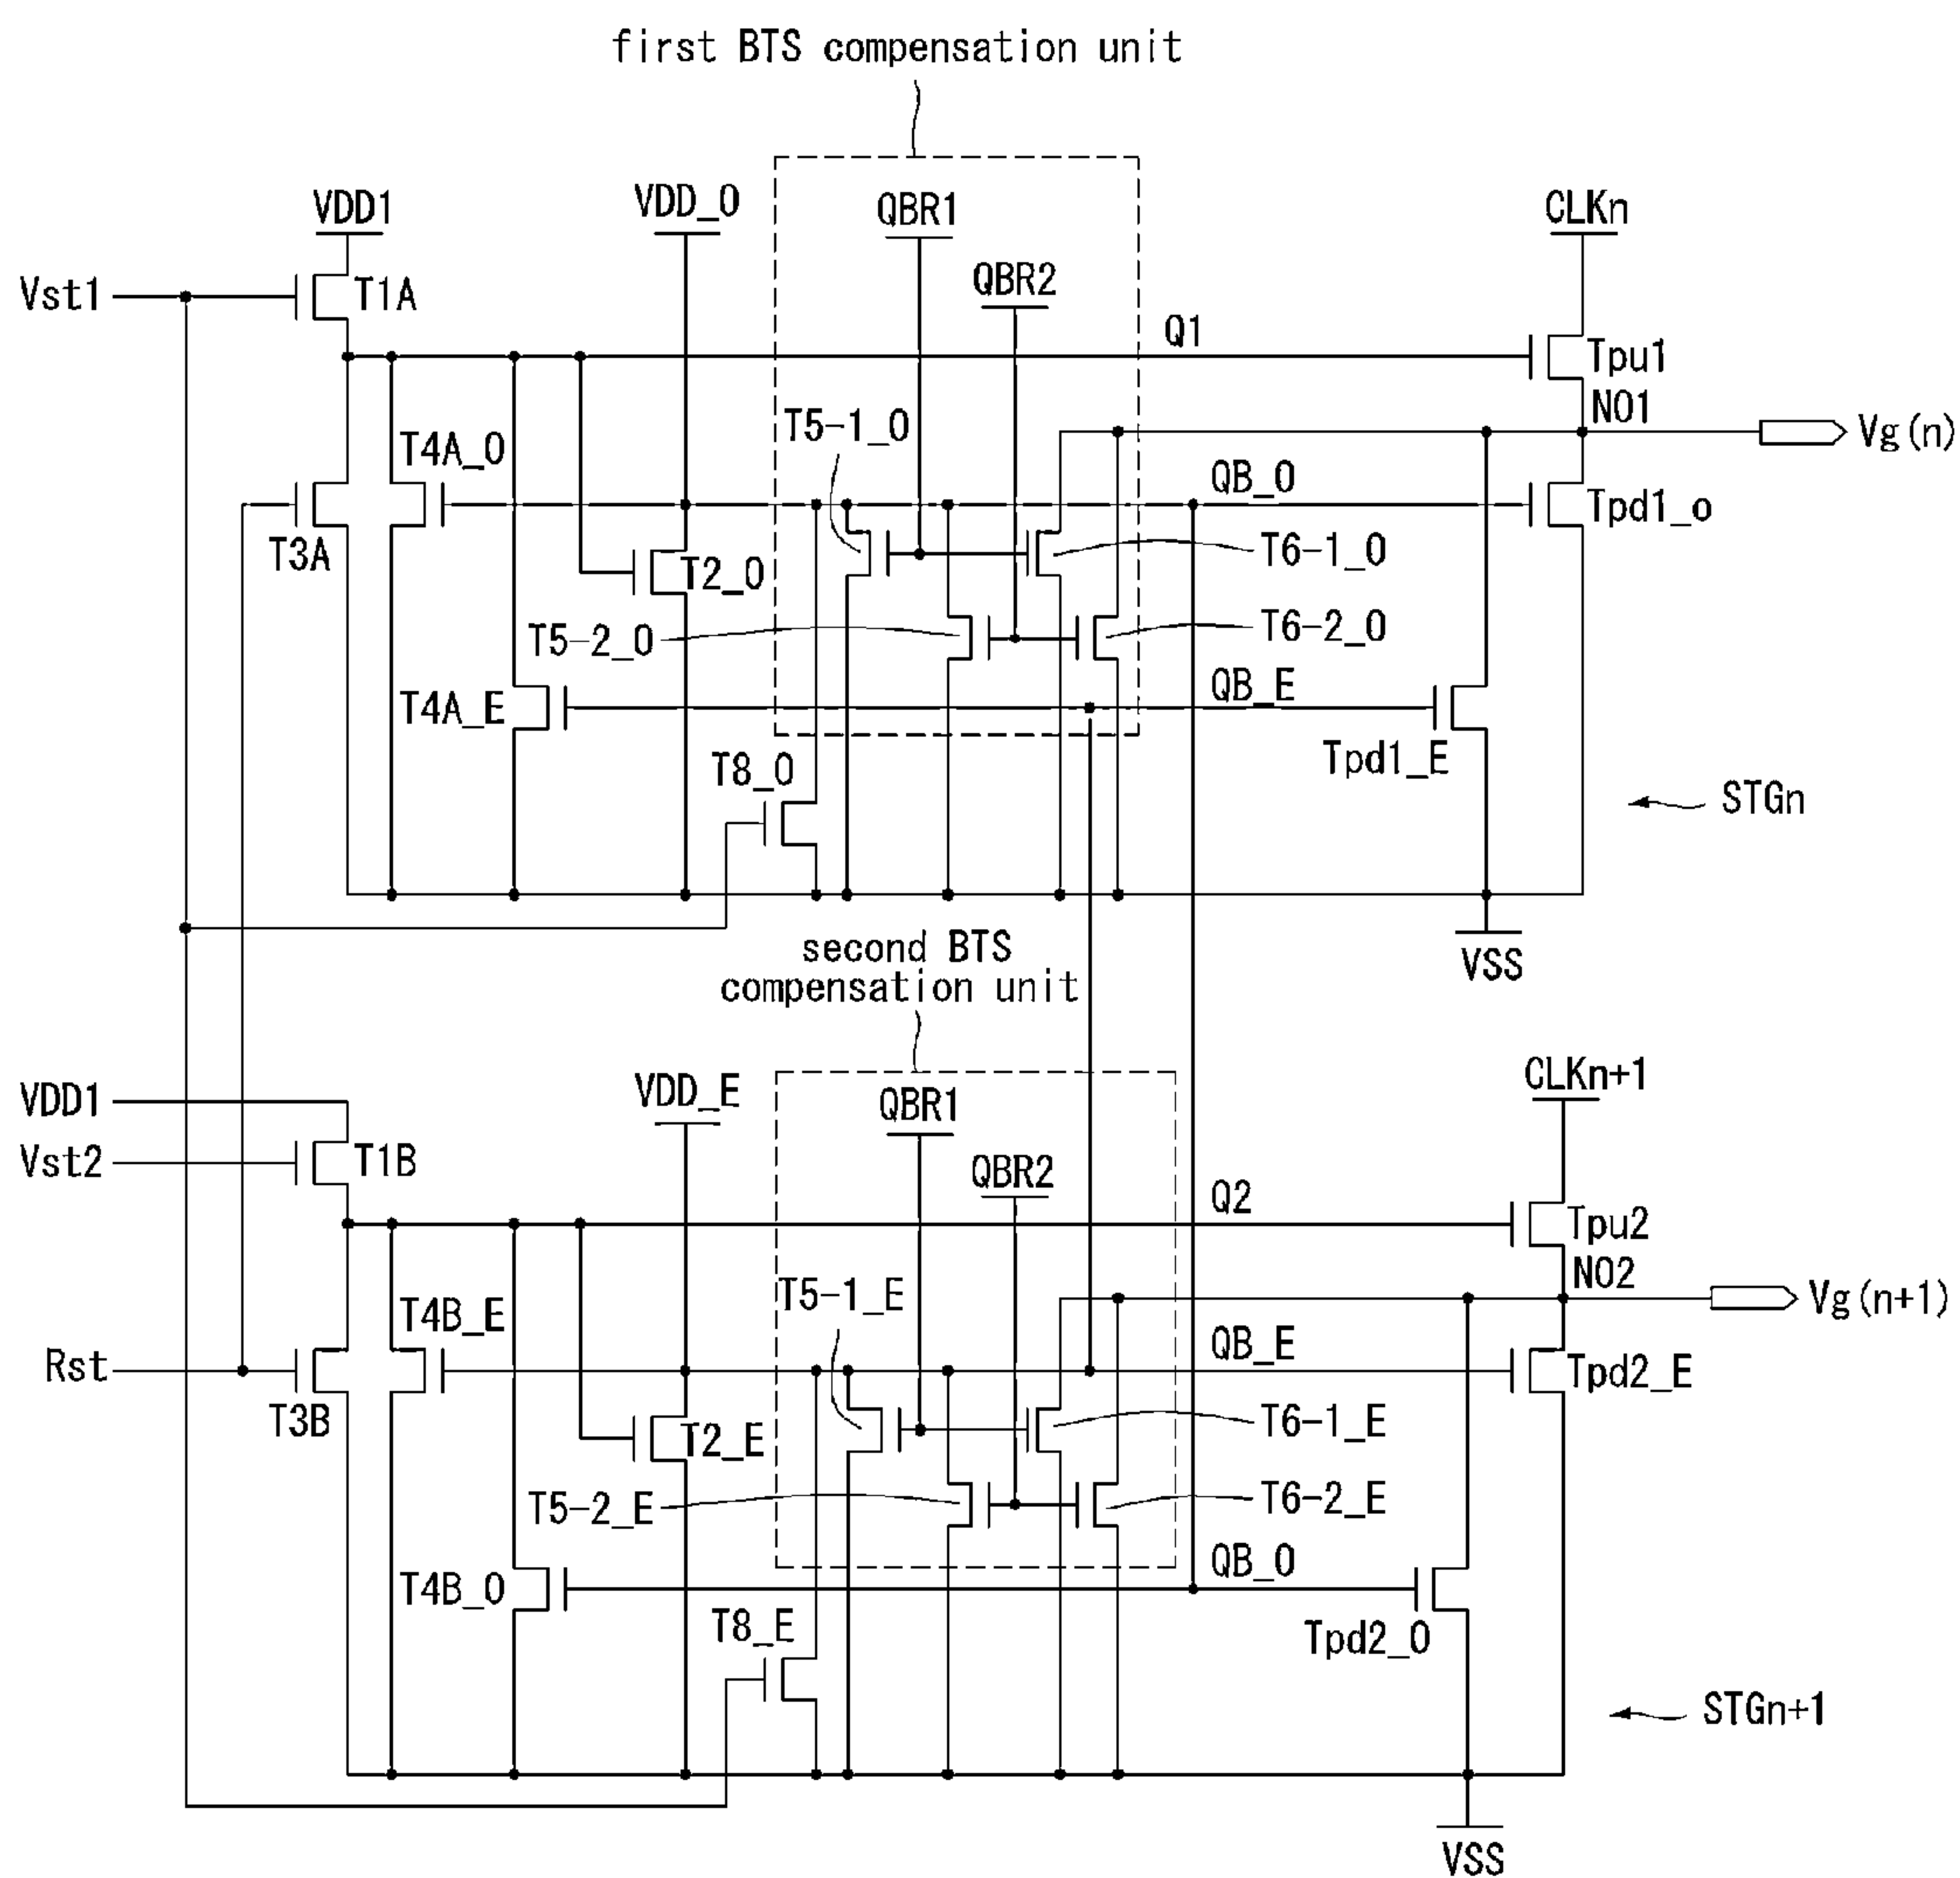 first BTS compensation unit
VDD1
VDD_O
QBR1
CLKn
QBR2
Vst1
T1A
Q1
Tpu1
NO1
T5-1_O
Vg(n)
T4A_O
QB_O
Tpd1_o
T3A
T2_O
T6-1_O
T5-2_O
T6-2_O
T4A_E
QB_E
T8_O
Tpd1_E
STGn
second BTS
compensation unit
VSS
VDD1
VDD_E
QBR1
CLKn+1
Vst2
T1B
QBR2
Q2
Tpu2
NO2
T5-1_E
Vg(n+1)
T4B_E
QB_E
Rst
Tpd2_E
T3B
T2_E
T6-1_E
T5-2_E
T6-2_E
T4B_O
QB_O
T8_E
Tpd2_O
STGn+1
VSS